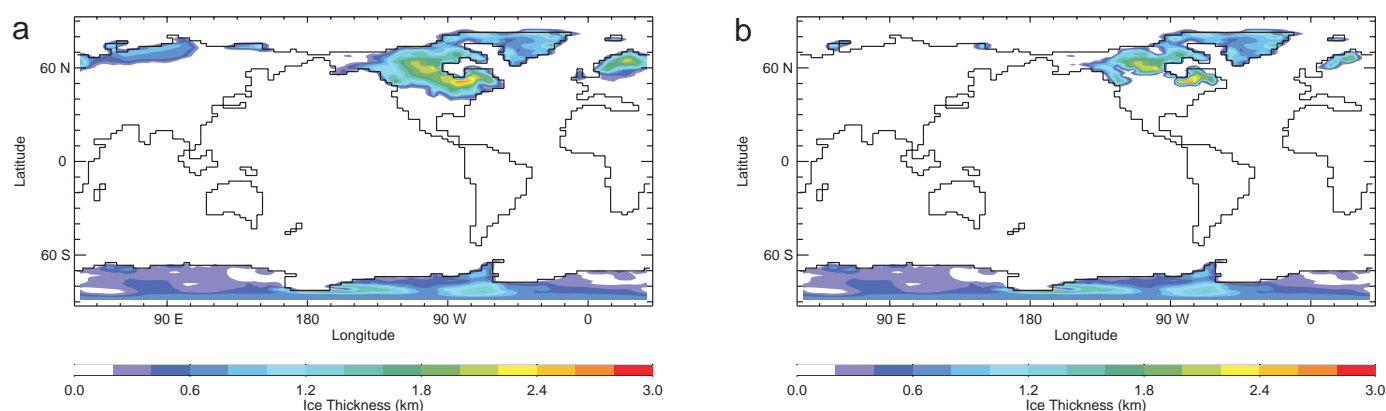 a
60 N
0
60 S
Latitude
90 E 180 90 W 0
Longitude
0.0 0.6 1.2 1.8 2.4 3.0
Ice Thickness (km)
b
60 N
0
60 S
Latitude
90 E 180 90 W 0
Longitude
0.0 0.6 1.2 1.8 2.4 3.0
Ice Thickness (km)